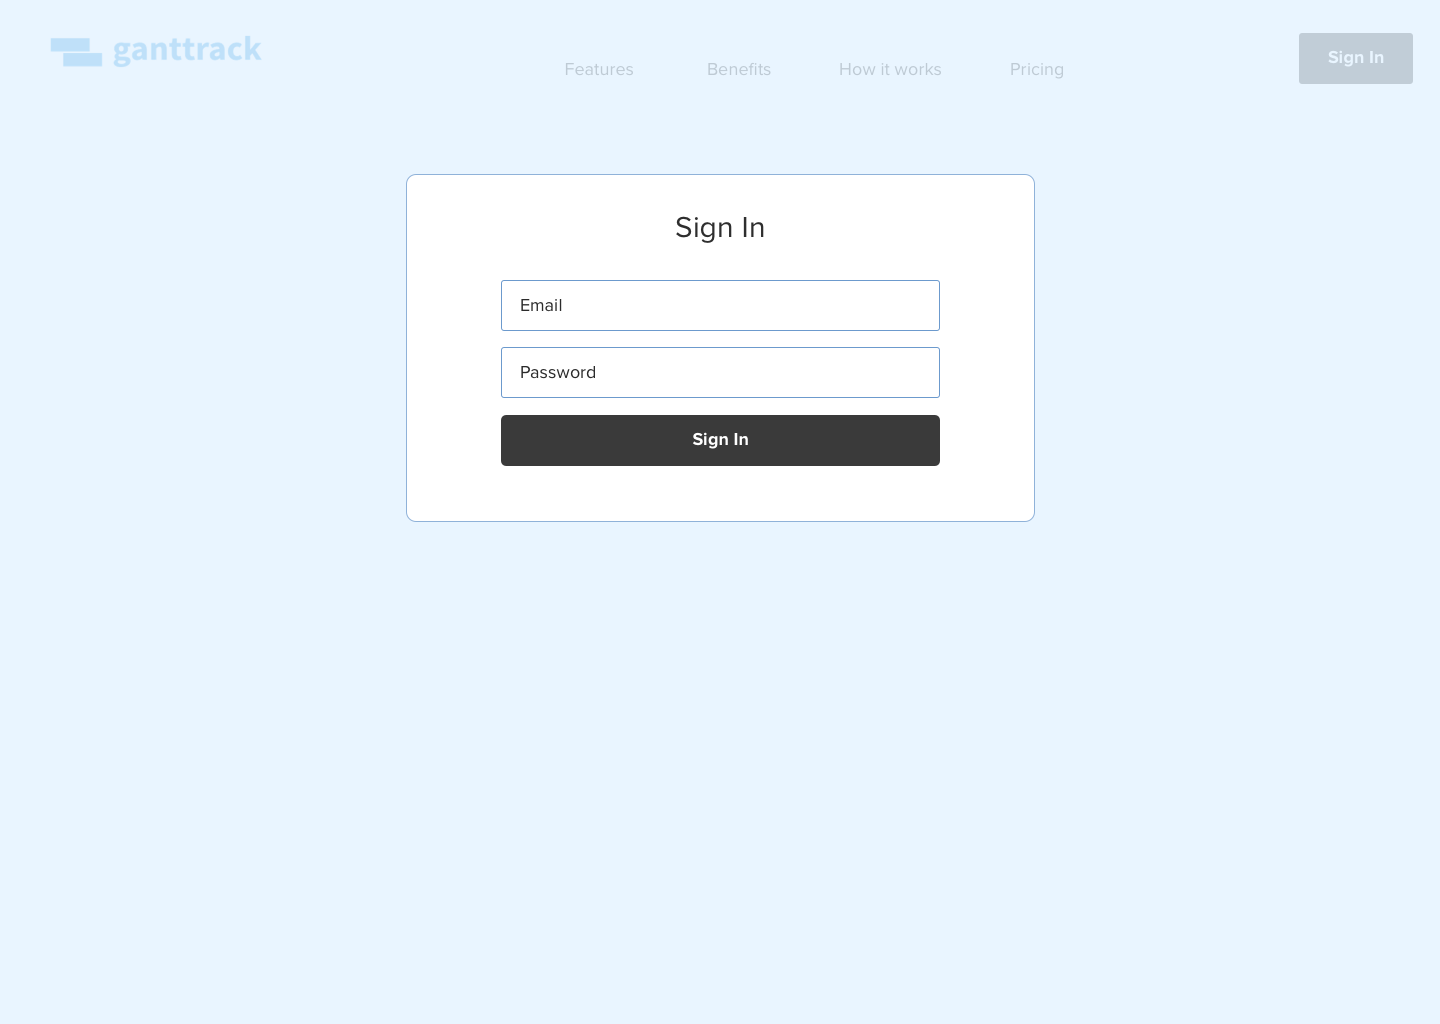 ganttrack
Features
Benefits
How it works
Pricing
Sign In
Sign In
Email
Password
Sign In